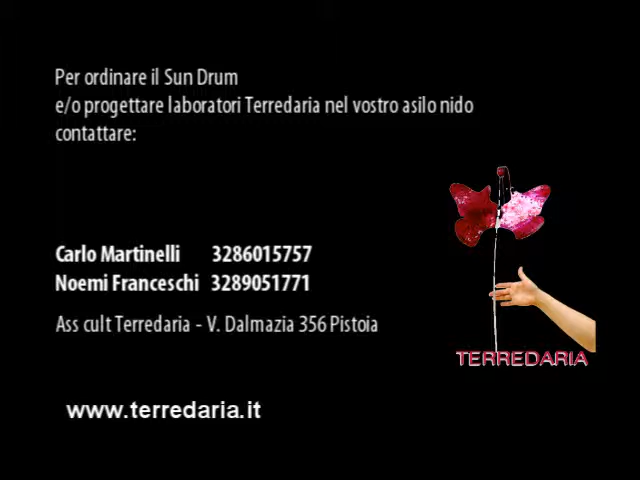 Per ordinare il Sun Drum
e/o progettare laboratori Terredaria nel vostro asilo nido
contattare:
Carlo Martinelli 3286015757
Noemi Franceschi 3289051771
Ass cult Terredaria - V. Dalmazia 356 Pistoia
TERREDARIA
www.terredaria.it